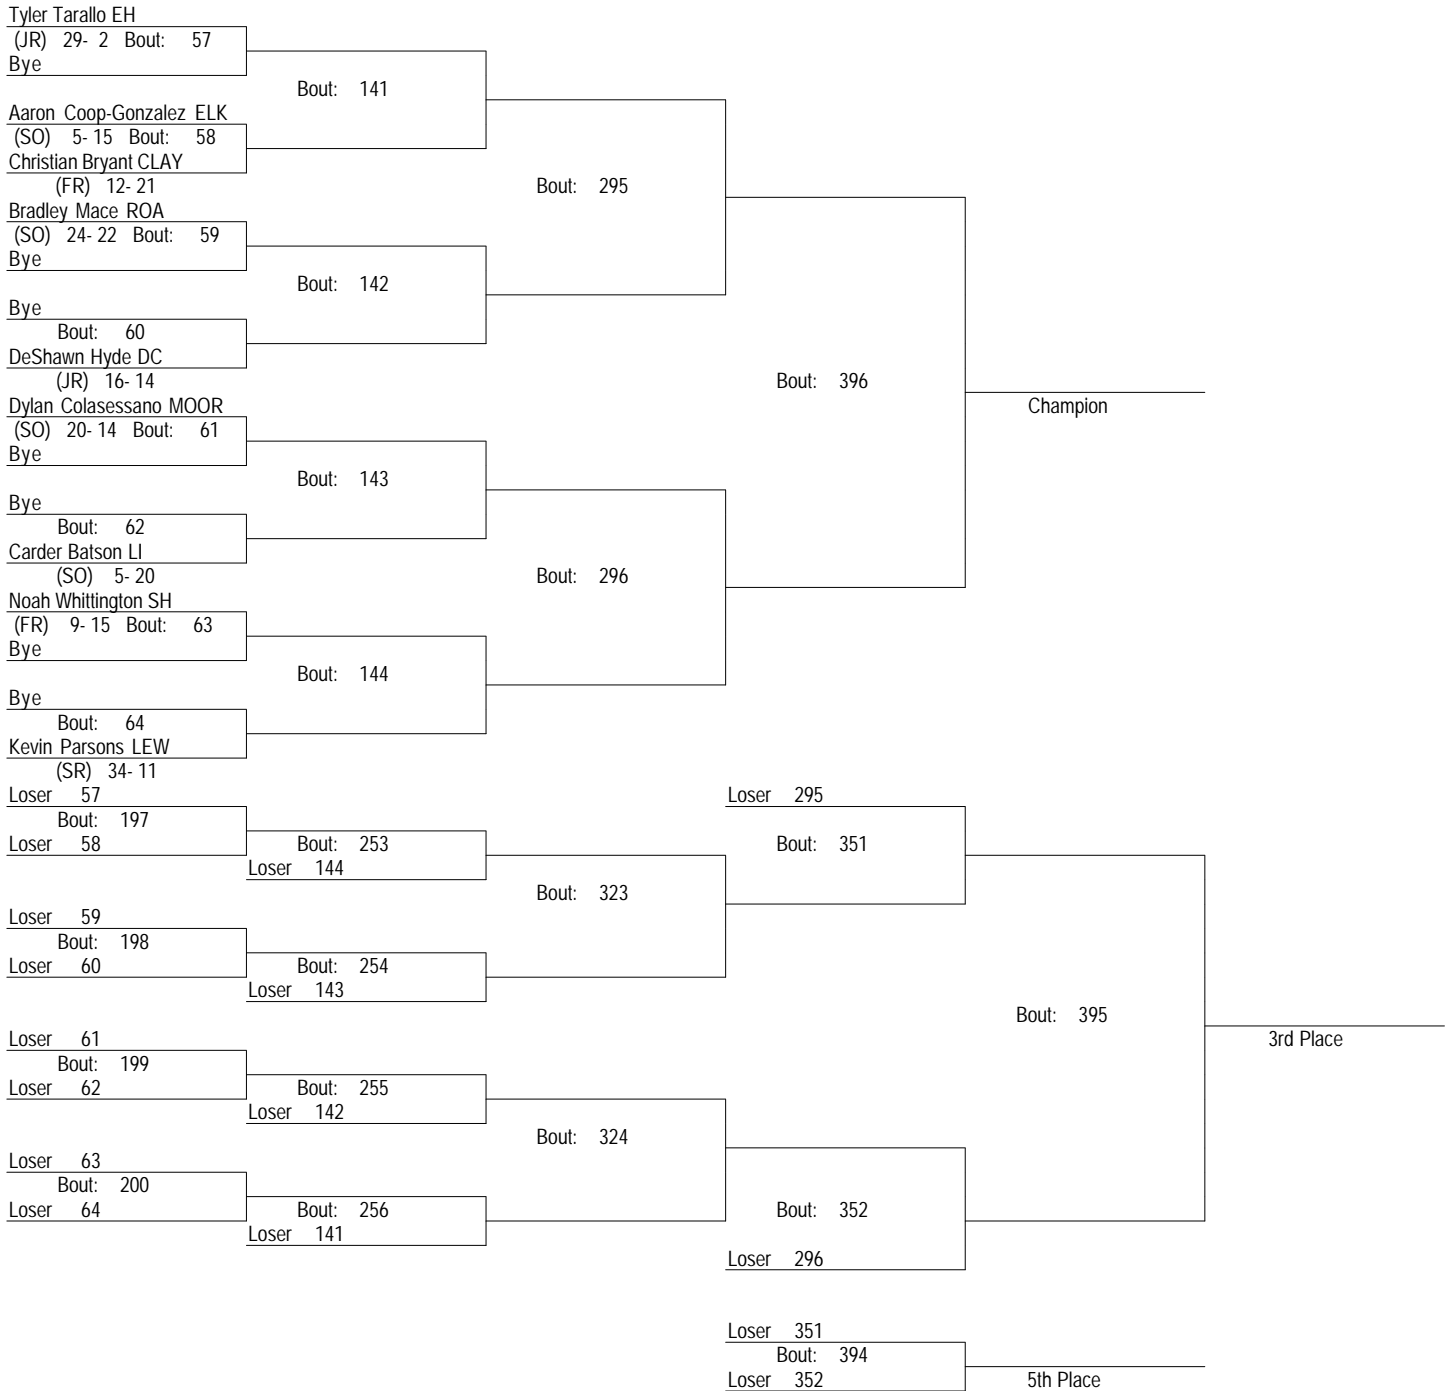 Tyler Tarallo EH
(JR) 29- 2 Bout: 57
Bye
Bout: 141
Aaron Coop-Gonzalez ELK
(SO) 5- 15 Bout: 58
Christian Bryant CLAY
(FR) 12- 21
Bout: 295
Bradley Mace ROA
(SO) 24- 22 Bout: 59
Bye
Bout: 142
Bye
Bout: 60
DeShawn Hyde DC
(JR) 16- 14
Bout: 396
Champion
Dylan Colasessano MOOR
(SO) 20- 14 Bout: 61
Bye
Bout: 143
Bye
Bout: 62
Carder Batson LI
(SO) 5- 20
Bout: 296
Noah Whittington SH
(FR) 9- 15 Bout: 63
Bye
Bout: 144
Bye
Bout: 64
Kevin Parsons LEW
(SR) 34- 11
Loser 57
Bout: 197
Loser 58
Bout: 253
Loser 144
Loser 295
Bout: 351
Bout: 323
Loser 59
Bout: 198
Loser 60
Bout: 254
Loser 143
Bout: 395
3rd Place
Loser 61
Bout: 199
Loser 62
Bout: 255
Loser 142
Bout: 324
Loser 63
Bout: 200
Loser 64
Bout: 256
Loser 141
Bout: 352
Loser 296
Loser 351
Bout: 394
Loser 352
5th Place